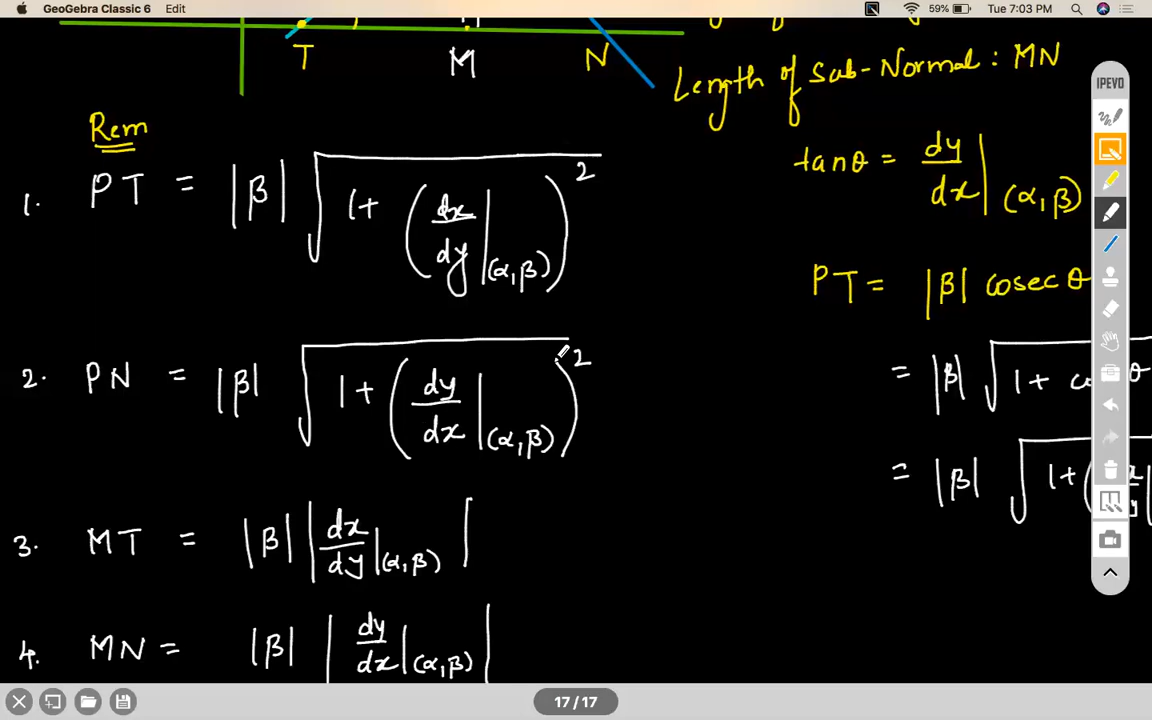 GeoGebra Classic 6 Edit 59% Tue 7:03 PM
T M N
Length of Sub-Normal : MN
IPEVO
Rem
tanθ = dy/dx|(α,β)
1. PT = |β| √(1+(dx/dy|(α,β))²)
PT = |β| cosec θ
2. PN = |β| √(1+(dy/dx|(α,β))²)
= |β| √1+ θ
= |β| √1+(
3. MT = |β| |dx/dy|(α,β)|
4. MN = |β| |dy/dx|(α,β)|
17 / 17